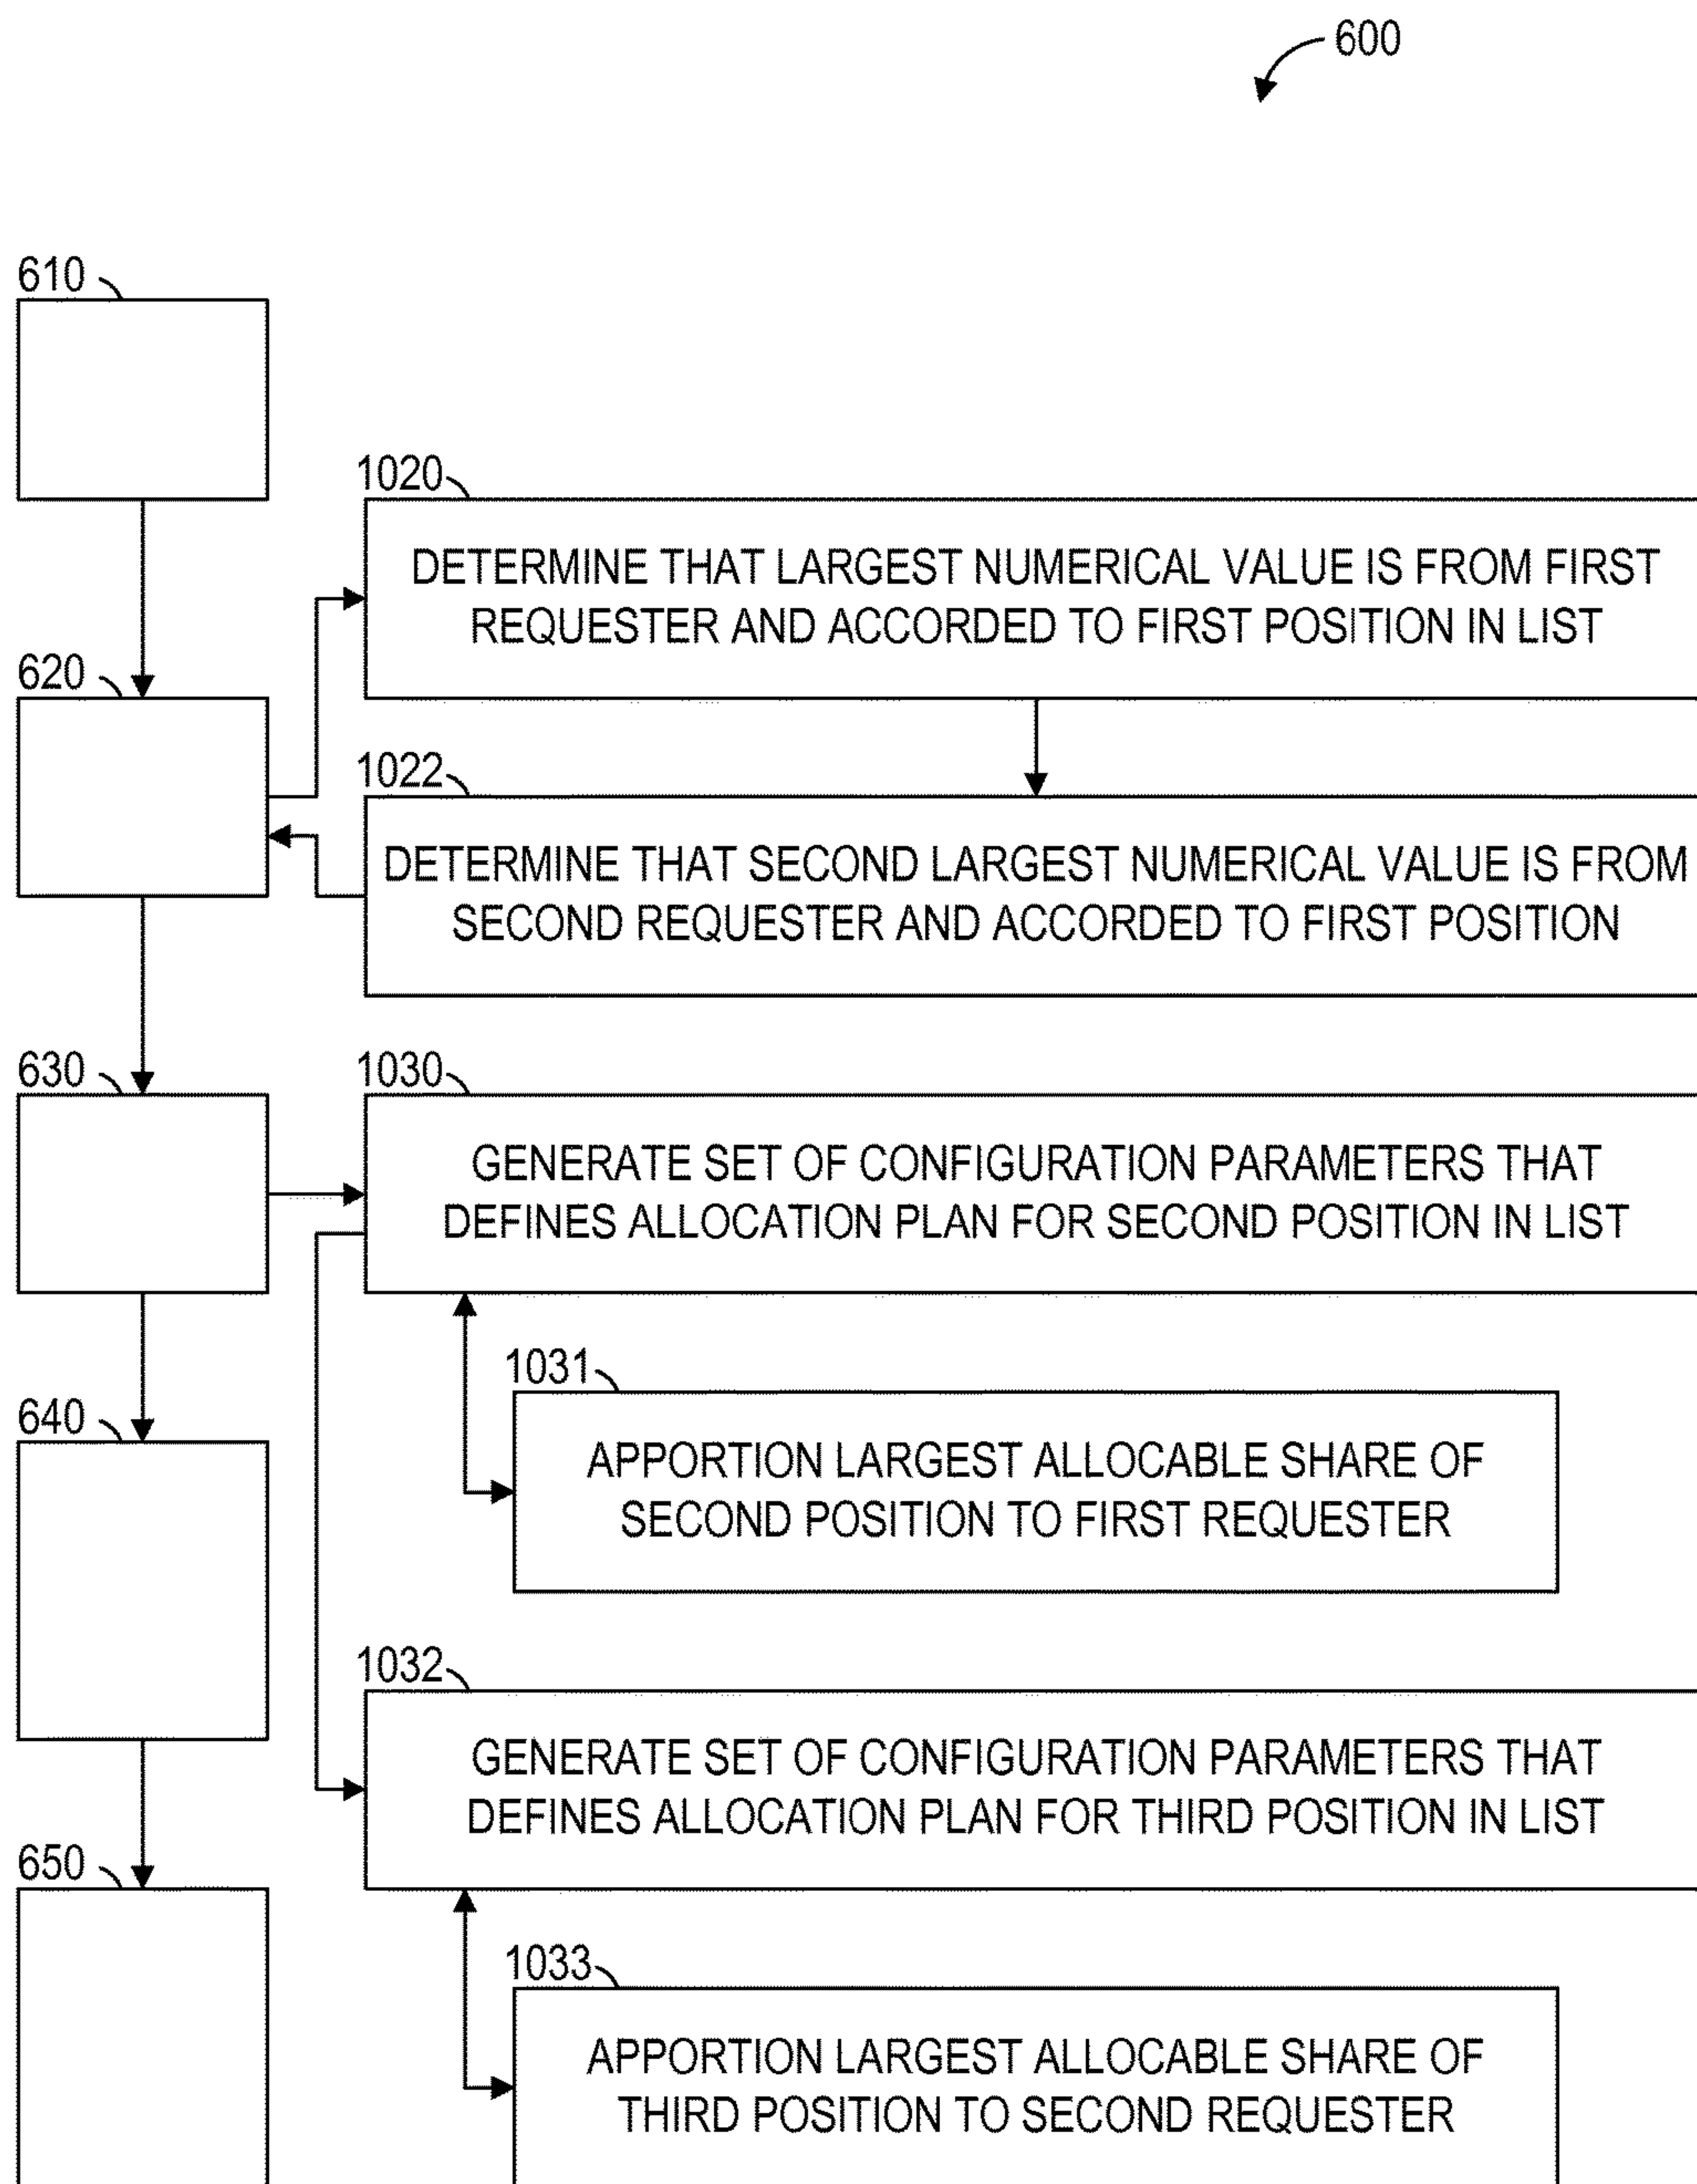 600
610
1020
DETERMINE THAT LARGEST NUMERICAL VALUE IS FROM FIRST
REQUESTER AND ACCORDED TO FIRST POSITION IN LIST
620
1022
DETERMINE THAT SECOND LARGEST NUMERICAL VALUE IS FROM
SECOND REQUESTER AND ACCORDED TO FIRST POSITION
630
1030
GENERATE SET OF CONFIGURATION PARAMETERS THAT
DEFINES ALLOCATION PLAN FOR SECOND POSITION IN LIST
1031
APPORTION LARGEST ALLOCABLE SHARE OF
SECOND POSITION TO FIRST REQUESTER
640
1032
GENERATE SET OF CONFIGURATION PARAMETERS THAT
DEFINES ALLOCATION PLAN FOR THIRD POSITION IN LIST
650
1033
APPORTION LARGEST ALLOCABLE SHARE OF
THIRD POSITION TO SECOND REQUESTER